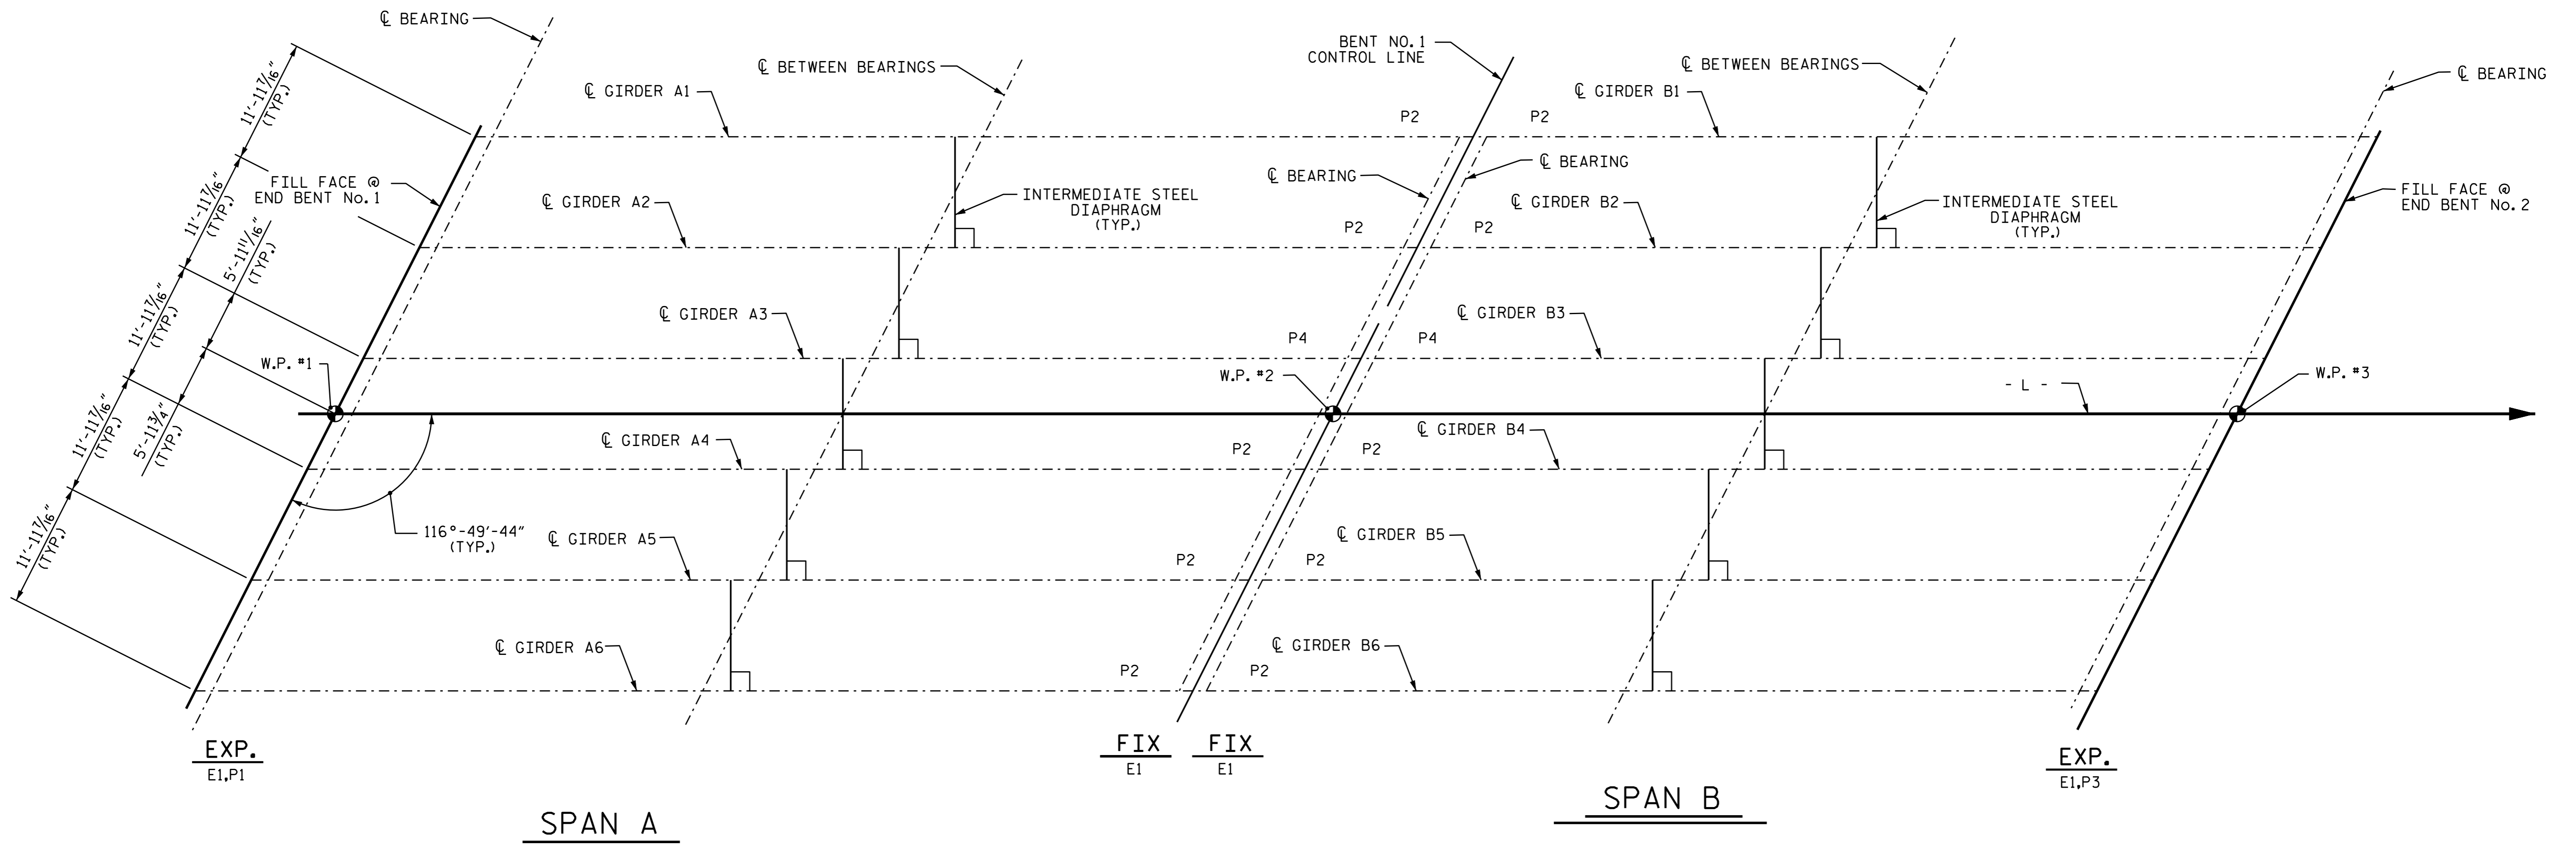 ℄ BEARING
BENT NO. 1
CONTROL LINE
℄ BETWEEN BEARINGS
℄ BETWEEN BEARINGS
℄ BEARING
℄ GIRDER A1
℄ GIRDER B1
11'-11 7/16"
(TYP.)
P2
P2
℄ BEARING
℄ BEARING
FILL FACE @
END BENT No. 1
INTERMEDIATE STEEL
DIAPHRAGM
(TYP.)
INTERMEDIATE STEEL
DIAPHRAGM
(TYP.)
FILL FACE @
END BENT No. 2
11'-11 7/16"
(TYP.)
℄ GIRDER A2
℄ GIRDER B2
P2
P2
5'-11 11/16"
(TYP.)
11'-11 7/16"
(TYP.)
℄ GIRDER A3
℄ GIRDER B3
P4
P4
W.P. #1
W.P. #2
- L -
W.P. #3
11'-11 7/16"
(TYP.)
5'-11 3/4"
(TYP.)
℄ GIRDER A4
℄ GIRDER B4
P2
P2
116°-49'-44"
(TYP.)
11'-11 7/16"
(TYP.)
℄ GIRDER A5
℄ GIRDER B5
P2
P2
℄ GIRDER A6
℄ GIRDER B6
P2
P2
EXP.
E1,P1
FIX
E1
FIX
E1
EXP.
E1,P3
SPAN A
SPAN B